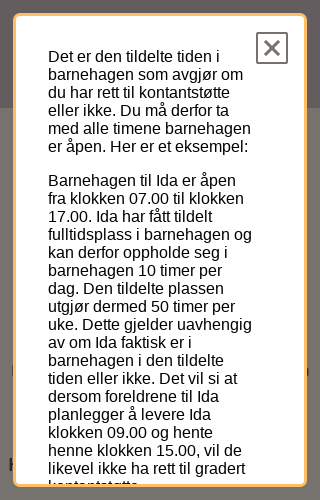 Det er den tildelte tiden i
barnehagen som avgjør om
du har rett til kontantstøtte
eller ikke. Du må derfor ta
med alle timene barnehagen
er åpen. Her er et eksempel:
Barnehagen til Ida er åpen
fra klokken 07.00 til klokken
17.00. Ida har fått tildelt
fulltidsplass i barnehagen og
kan derfor oppholde seg i
barnehagen 10 timer per
dag. Den tildelte plassen
utgjør dermed 50 timer per
uke. Dette gjelder uavhengig
av om Ida faktisk er i
barnehagen i den tildelte
tiden eller ikke. Det vil si at
dersom foreldrene til Ida
planlegger å levere Ida
klokken 09.00 og hente
henne klokken 15.00, vil de
likevel ikke ha rett til gradert